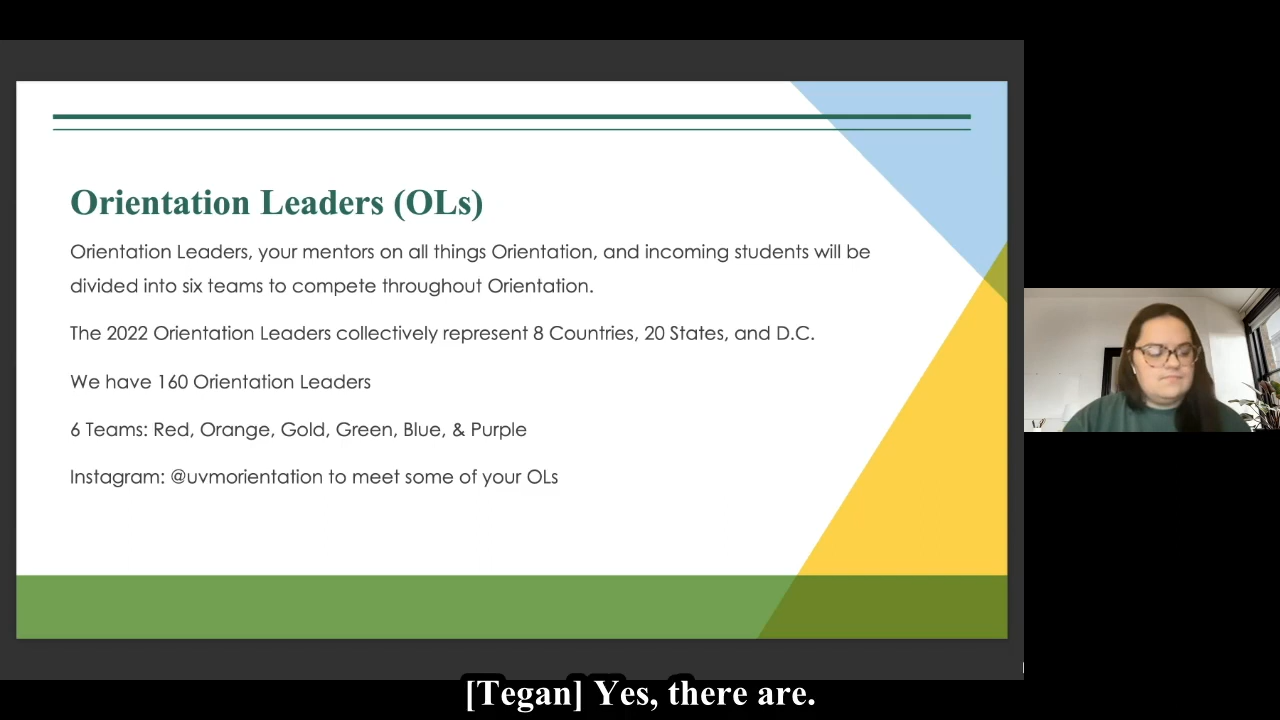 Orientation Leaders (OLs)
Orientation Leaders, your mentors on all things Orientation, and incoming students will be
divided into six teams to compete throughout Orientation.
The 2022 Orientation Leaders collectively represent 8 Countries, 20 States, and D.C.
We have 160 Orientation Leaders
6 Teams: Red, Orange, Gold, Green, Blue, & Purple
Instagram: @uvmorientation to meet some of your OLs
[Tegan] Yes, there are.